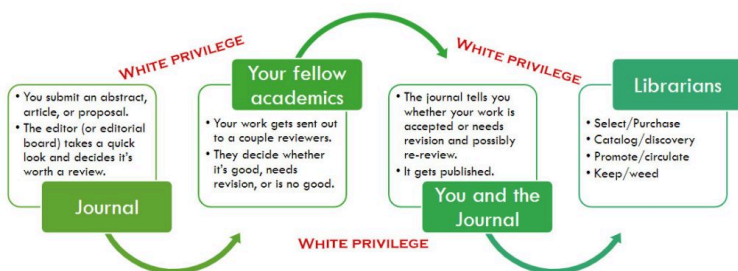 WHITE PRIVILEGE
• You submit an abstract,
article, or proposal.
• The editor (or editorial
board) takes a quick
look and decides it's
worth a review.
Journal
Your fellow
academics
• Your work gets sent out
to a couple reviewers.
• They decide whether
it's good, needs
revision, or is no good.
WHITE PRIVILEGE
• The journal tells you
whether your work is
accepted or needs
revision and possibly
re-review.
• It gets published.
You and the
Journal
WHITE PRIVILEGE
Librarians
• Select/Purchase
• Catalog/discovery
• Promote/circulate
• Keep/weed